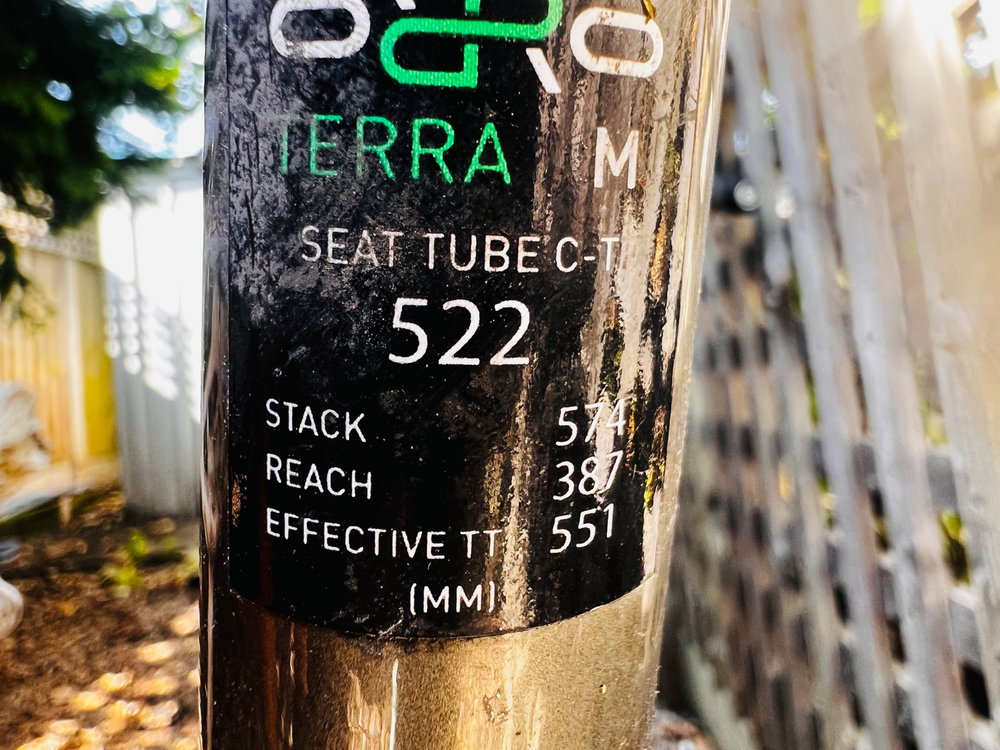 TERRA M
SEAT TUBE C-T
522
STACK 574
REACH 387
EFFECTIVE TT 551
(MM)